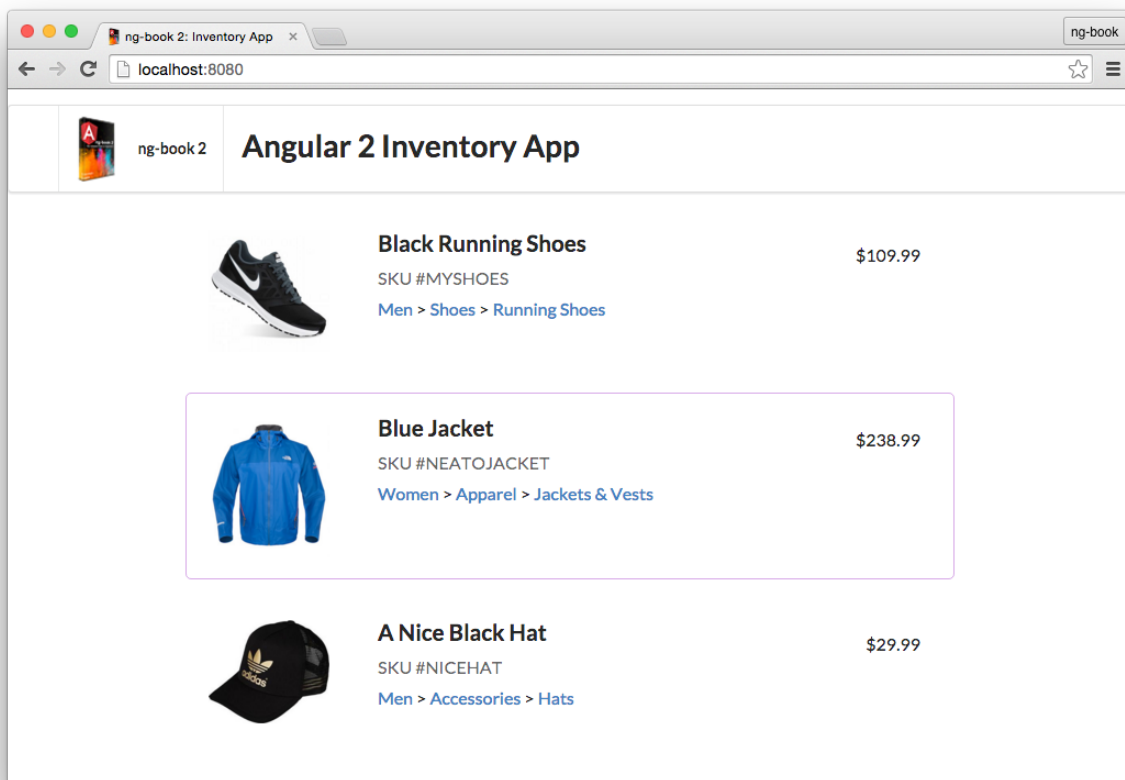 ng-book 2: Inventory App
ng-book
localhost:8080
ng-book 2
Angular 2 Inventory App
Black Running Shoes
$109.99
SKU #MYSHOES
Men > Shoes > Running Shoes
Blue Jacket
$238.99
SKU #NEATOJACKET
Women > Apparel > Jackets & Vests
A Nice Black Hat
$29.99
adidas
SKU #NICEHAT
Men > Accessories > Hats